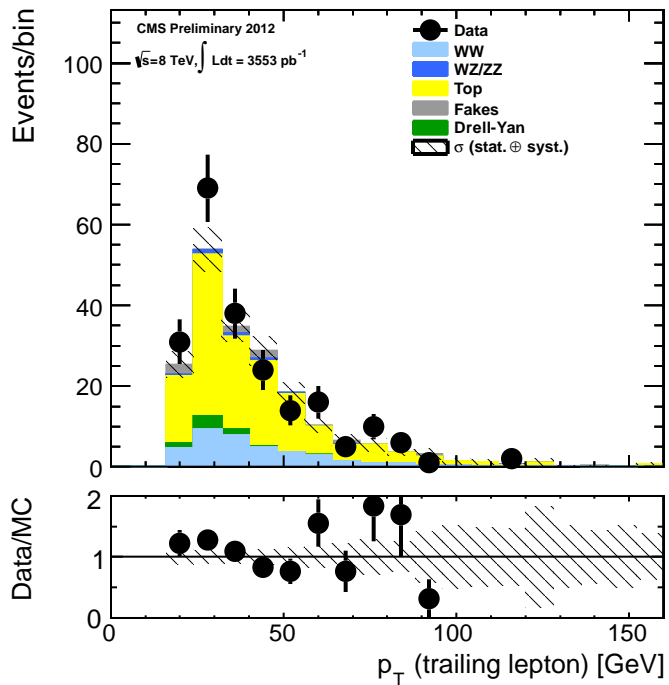 CMS Preliminary 2012
√s=8 TeV,∫ Ldt = 3553 pb⁻¹
Data
WW
WZ/ZZ
Top
Fakes
Drell-Yan
σ (stat. ⊕ syst.)
Events/bin
100
80
60
40
20
0
Data/MC
2
1
0
0 50 100 150
p_T (trailing lepton) [GeV]